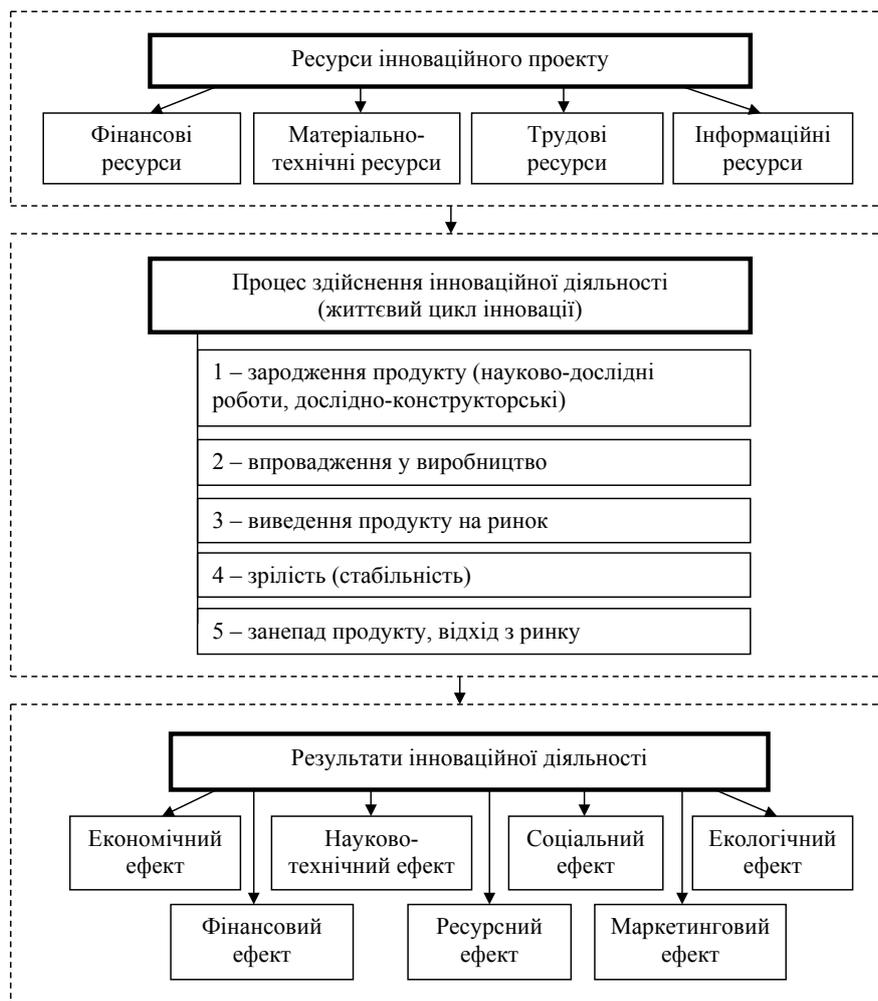 Ресурси інноваційного проекту
Фінансові
ресурси
Матеріально-
технічні ресурси
Трудові
ресурси
Інформаційні
ресурси
Процес здійснення інноваційної діяльності
(життєвий цикл інновації)
1 – зародження продукту (науково-дослідні
роботи, дослідно-конструкторські)
2 – впровадження у виробництво
3 – виведення продукту на ринок
4 – зрілість (стабільність)
5 – занепад продукту, відхід з ринку
Результати інноваційної діяльності
Економічний
ефект
Науково-
технічний ефект
Соціальний
ефект
Екологічний
ефект
Фінансовий
ефект
Ресурсний
ефект
Маркетинговий
ефект